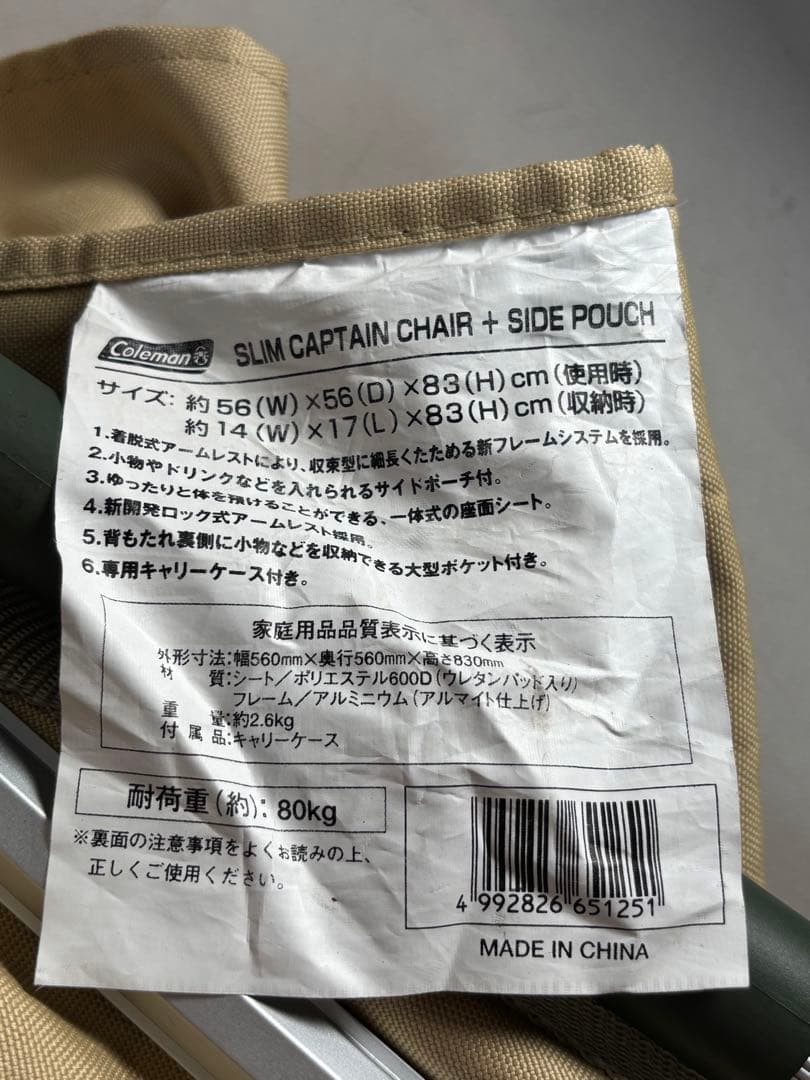 Coleman SLIM CAPTAIN CHAIR + SIDE POUCH
サイズ: 約56(W)×56(D)×83(H)cm(使用時)
約14(W)×17(L)×83(H)cm(収納時)
1.着脱式アームレストにより、収束型に細長くたためる新フレームシステムを採用。
2.小物やドリンクなどを入れられるサイドポーチ付。
3.ゆったりと体を預けることができる、一体式の座面シート。
4.新開発ロック式アームレスト採用。
5.背もたれ裏側に小物などを収納できる大型ポケット付き。
6.専用キャリーケース付き。
家庭用品品質表示に基づく表示
外形寸法:幅560mm×奥行560mm×高さ830mm
材質:シート/ポリエステル600D(ウレタンパッド入り)
フレーム/アルミニウム(アルマイト仕上げ)
重量:約2.6kg
付属品:キャリーケース
耐荷重(約): 80kg
※裏面の注意事項をよくお読みの上、
正しくご使用ください。
4 992826 651251
MADE IN CHINA